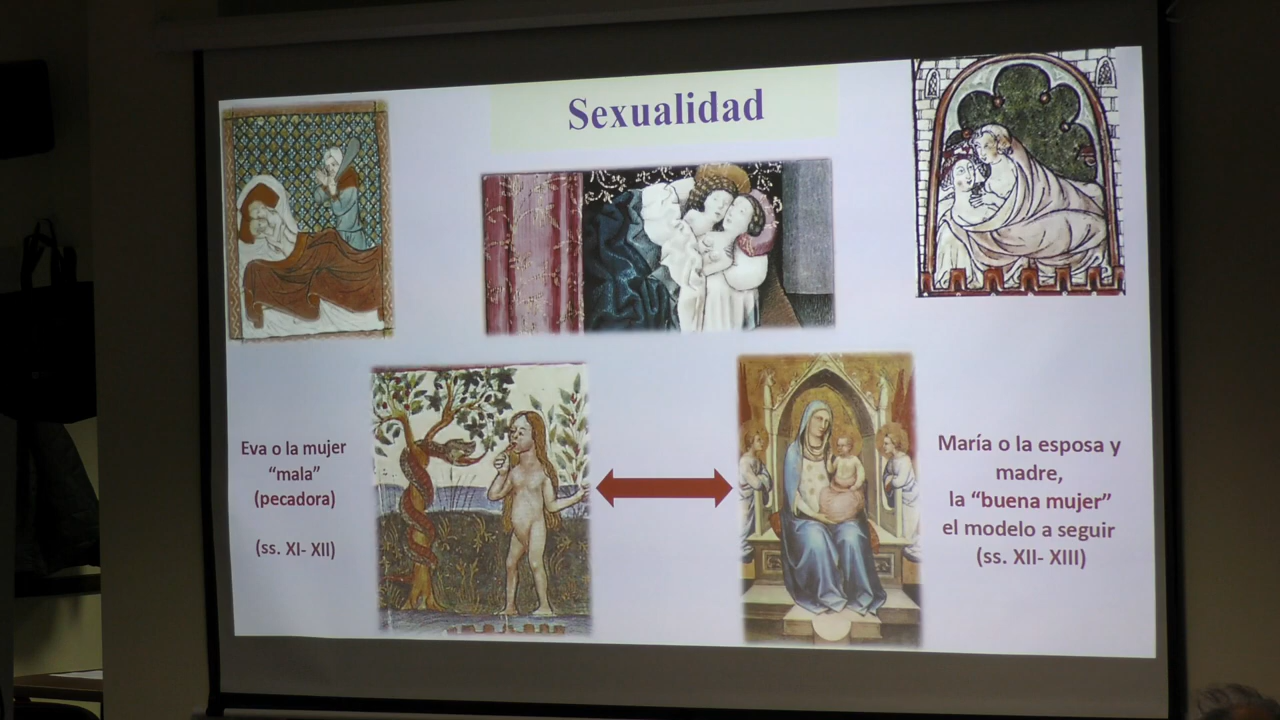 Sexualidad
Eva o la mujer
“mala”
(pecadora)
(ss. XI- XII)
María o la esposa y
madre,
la “buena mujer”
el modelo a seguir
(ss. XII- XIII)